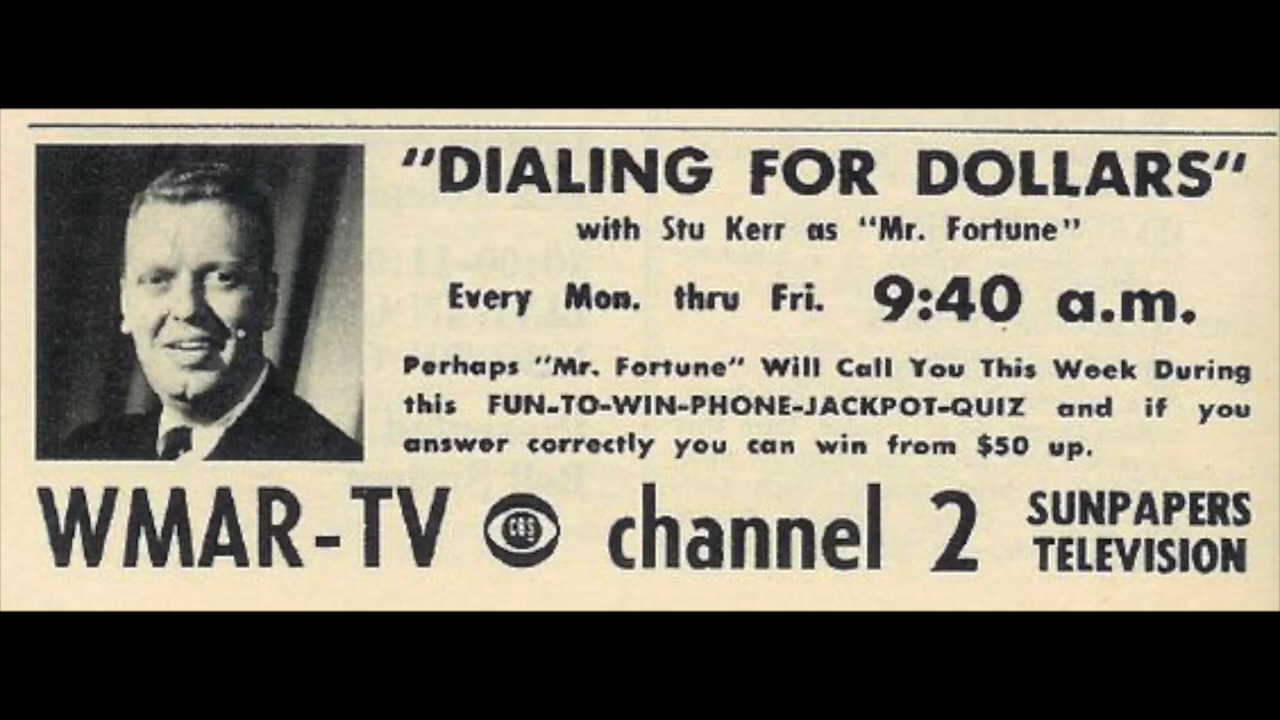 "DIALING FOR DOLLARS"
with Stu Kerr as "Mr. Fortune"
Every Mon. thru Fri. 9:40 a.m.
Perhaps "Mr. Fortune" Will Call You This Week During
this FUN-TO-WIN-PHONE-JACKPOT-QUIZ and if you
answer correctly you can win from $50 up.
WMAR-TV CBS channel 2 SUNPAPERS
TELEVISION